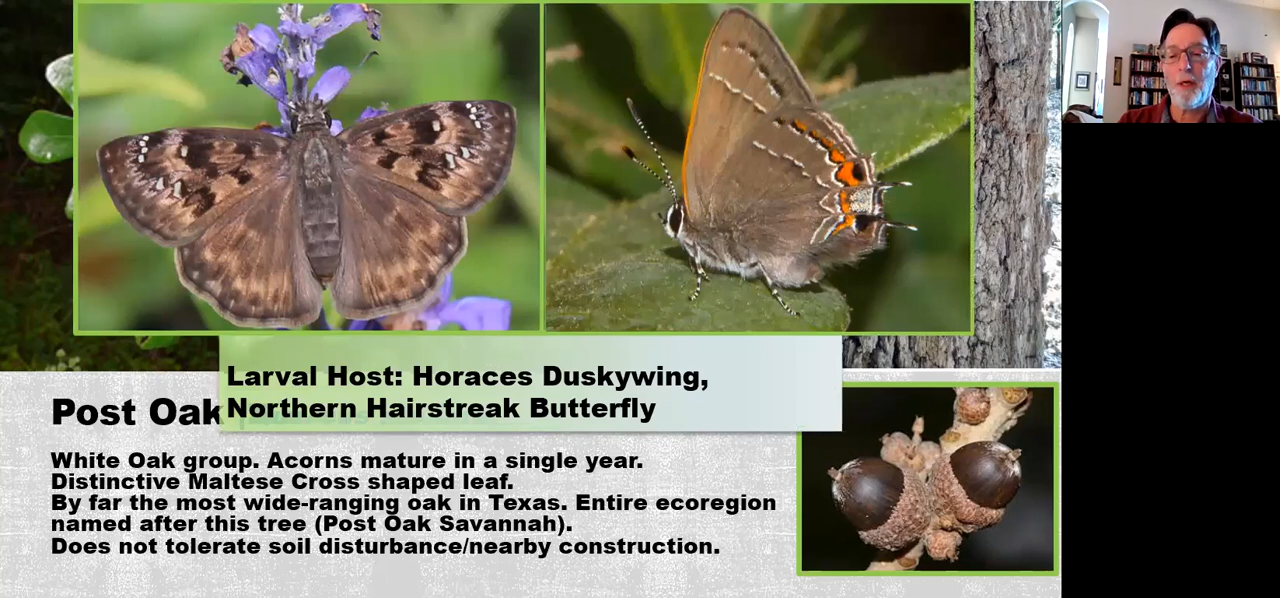 Larval Host: Horaces Duskywing,
Northern Hairstreak Butterfly
Post Oak
White Oak group. Acorns mature in a single year.
Distinctive Maltese Cross shaped leaf.
By far the most wide-ranging oak in Texas. Entire ecoregion
named after this tree (Post Oak Savannah).
Does not tolerate soil disturbance/nearby construction.